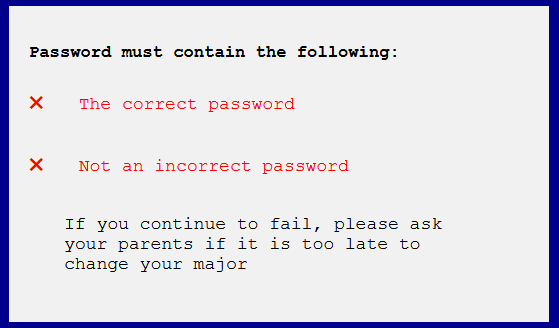 Password must contain the following:
✕ The correct password
✕ Not an incorrect password
If you continue to fail, please ask
your parents if it is too late to
change your major